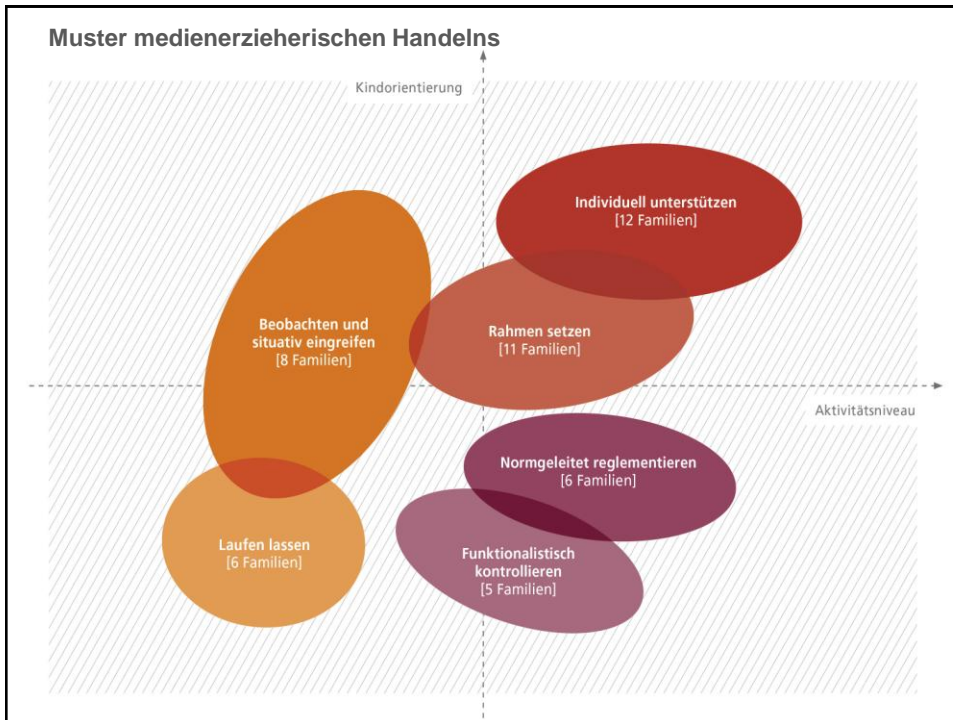 Muster medienerzieherischen Handelns
Kindorientierung
Individuell unterstützen
[12 Familien]
Beobachten und
situativ eingreifen
[8 Familien]
Rahmen setzen
[11 Familien]
Aktivitätsniveau
Normgeleitet reglementieren
[6 Familien]
Laufen lassen
[6 Familien]
Funktionalistisch
kontrollieren
[5 Familien]